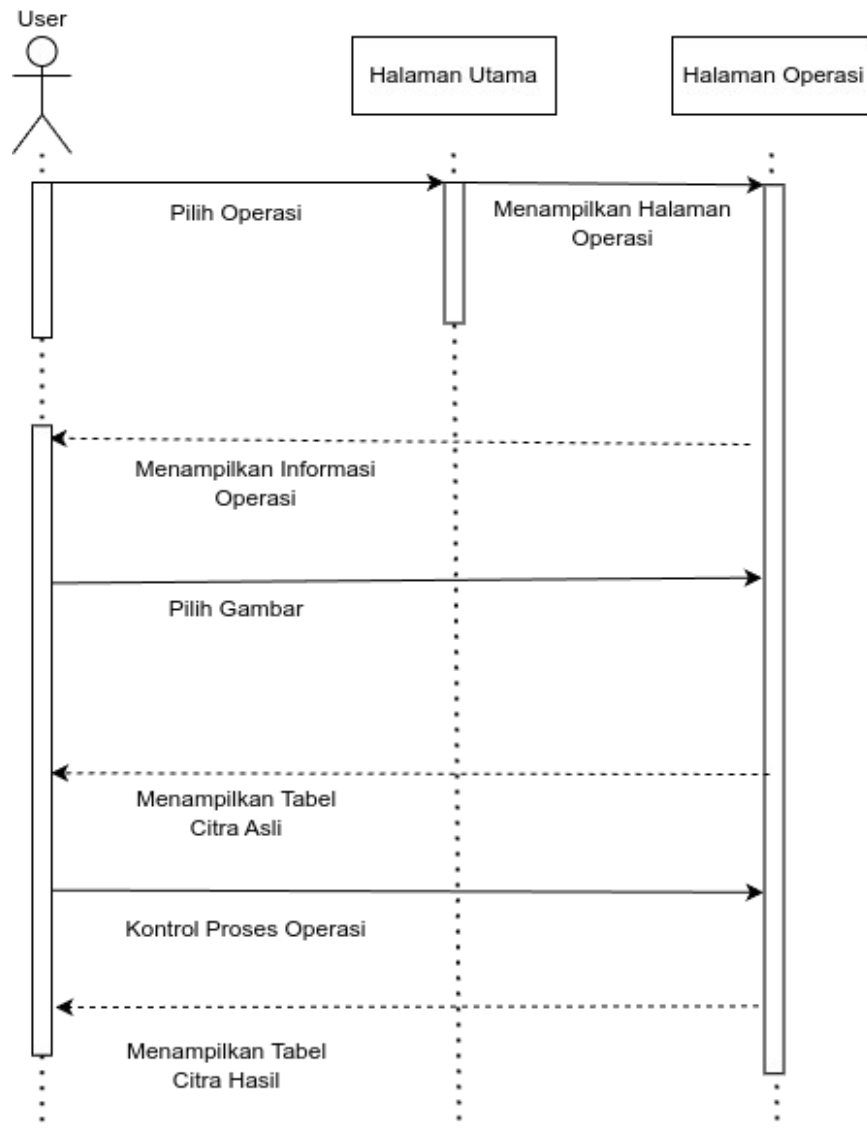 User
Halaman Utama
Halaman Operasi
Pilih Operasi
Menampilkan Halaman
Operasi
Menampilkan Informasi
Operasi
Pilih Gambar
Menampilkan Tabel
Citra Asli
Kontrol Proses Operasi
Menampilkan Tabel
Citra Hasil